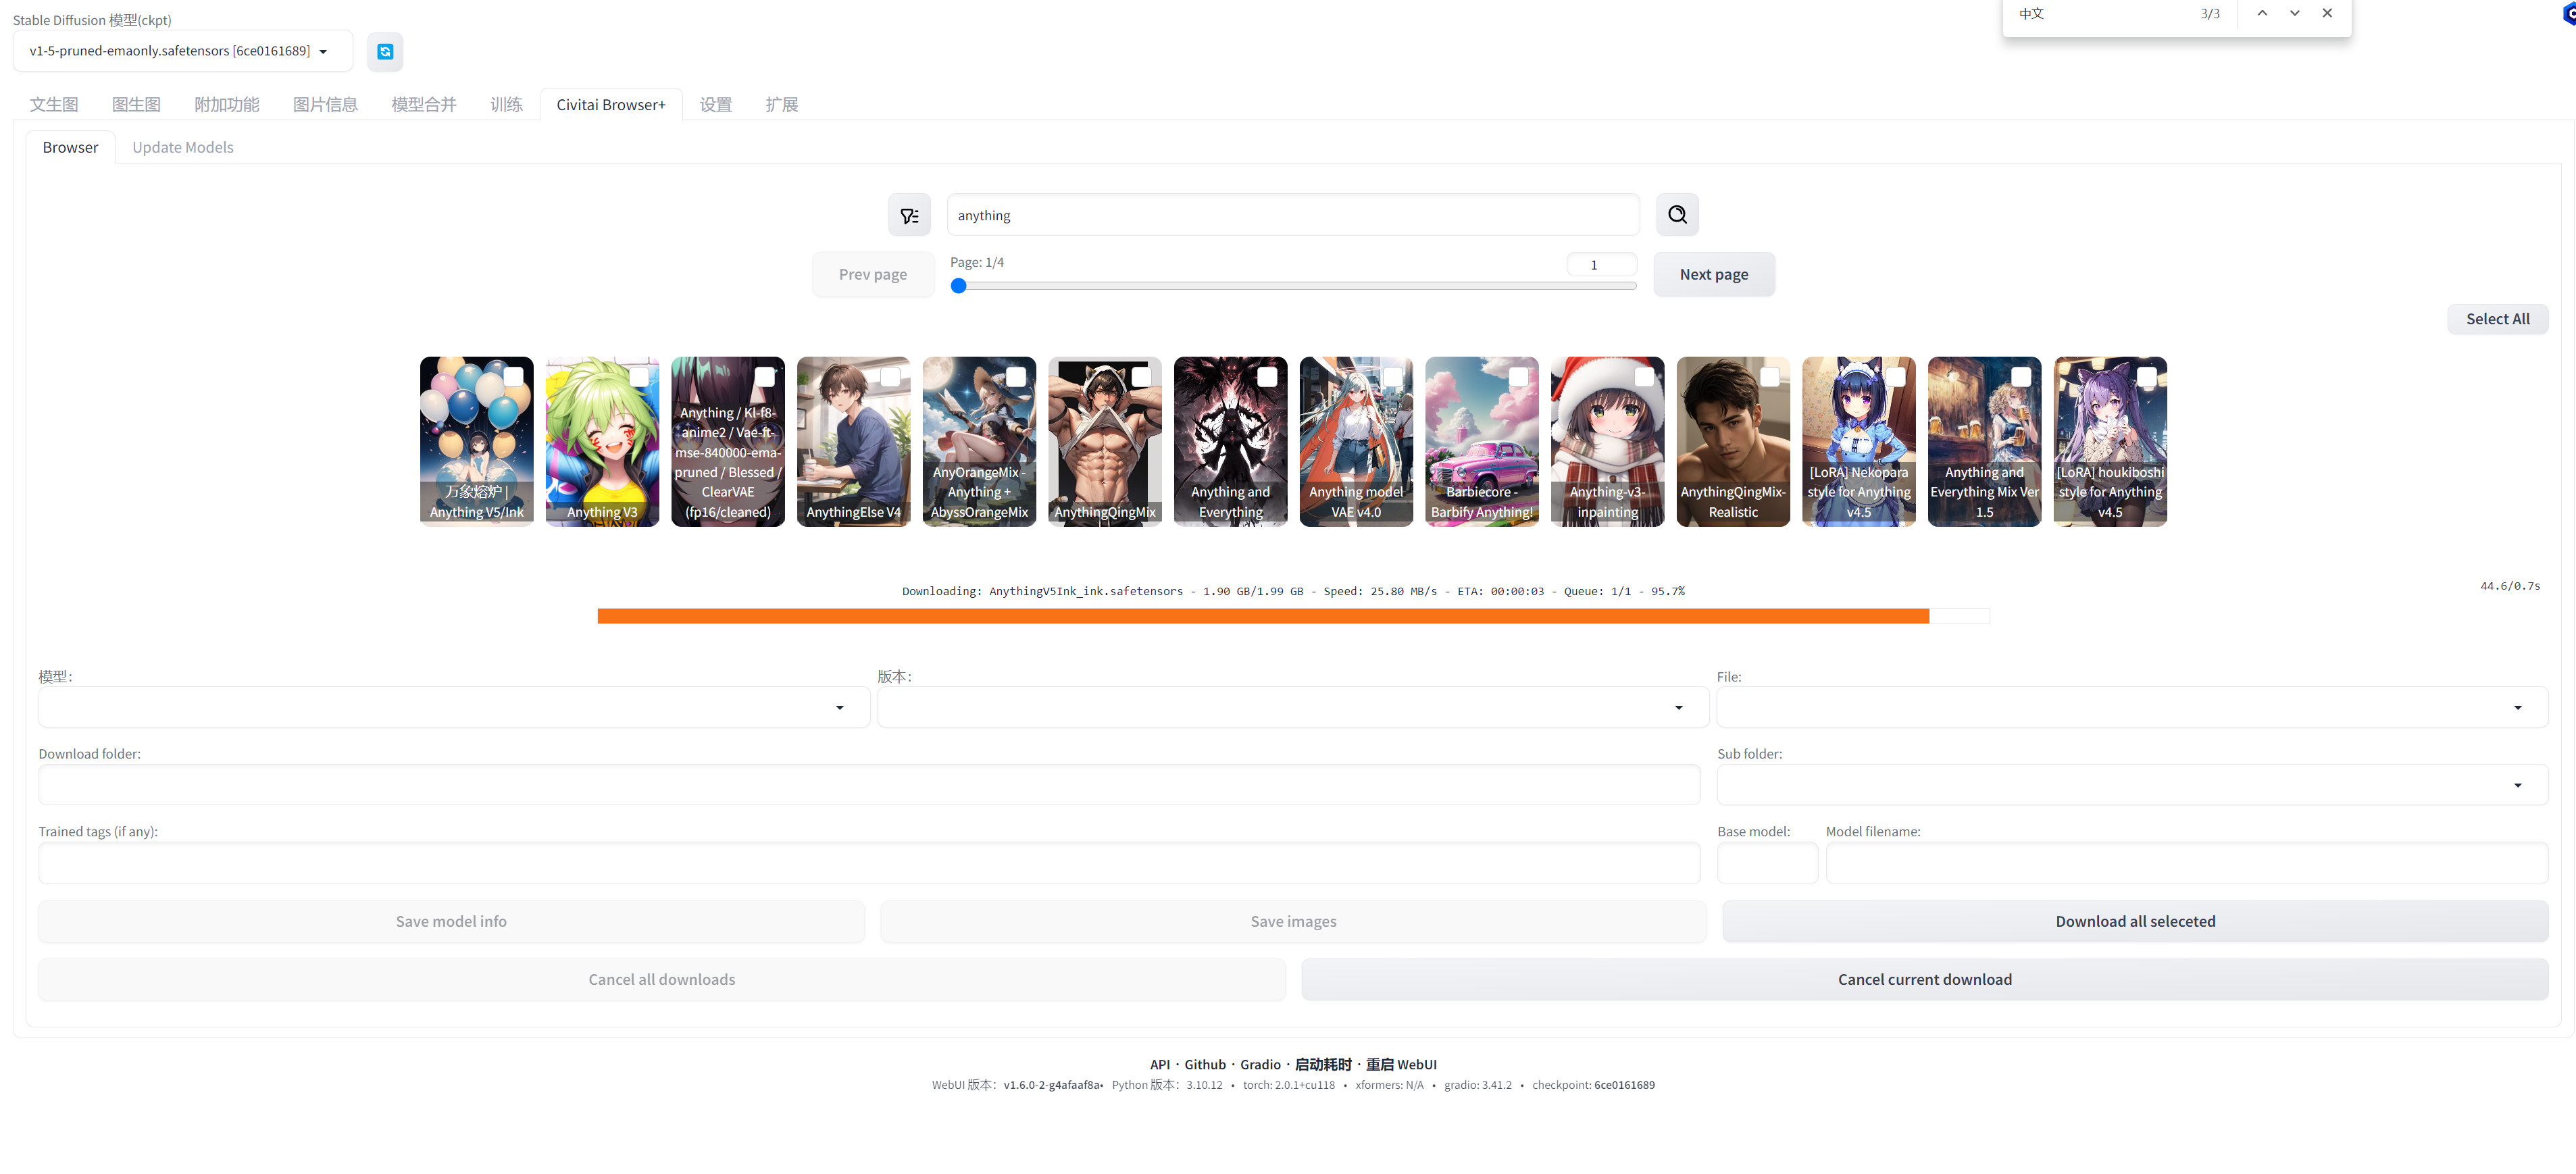 Stable Diffusion 模型(ckpt)
中文 3/3
v1-5-pruned-emaonly.safetensors [6ce0161689]
文生图 图生图 附加功能 图片信息 模型合并 训练 Civitai Browser+ 设置 扩展
Browser Update Models
anything
Prev page Page: 1/4 1 Next page
Select All
万象熔炉 |
Anything V5/Ink
Anything V3
Anything / Kl-f8-
anime2 / Vae-ft-
mse-840000-ema-
pruned / Blessed /
ClearVAE
(fp16/cleaned)
AnythingElse V4
AnyOrangeMix -
Anything +
AbyssOrangeMix
AnythingQingMix
Anything and
Everything
Anything model
VAE v4.0
Barbiecore -
Barbify Anything!
Anything-v3-
inpainting
AnythingQingMix-
Realistic
[LoRA] Nekopara
style for Anything
v4.5
Anything and
Everything Mix Ver
1.5
[LoRA] houkiboshi
style for Anything
v4.5
Downloading: AnythingV5Ink_ink.safetensors - 1.90 GB/1.99 GB - Speed: 25.80 MB/s - ETA: 00:00:03 - Queue: 1/1 - 95.7%
44.6/0.7s
模型: 版本: File:
Download folder: Sub folder:
Trained tags (if any): Base model: Model filename:
Save model info Save images Download all seleceted
Cancel all downloads Cancel current download
API · Github · Gradio · 启动耗时 · 重启 WebUI
WebUI 版本: v1.6.0-2-g4afaaf8a• Python 版本: 3.10.12 • torch: 2.0.1+cu118 • xformers: N/A • gradio: 3.41.2 • checkpoint: 6ce0161689